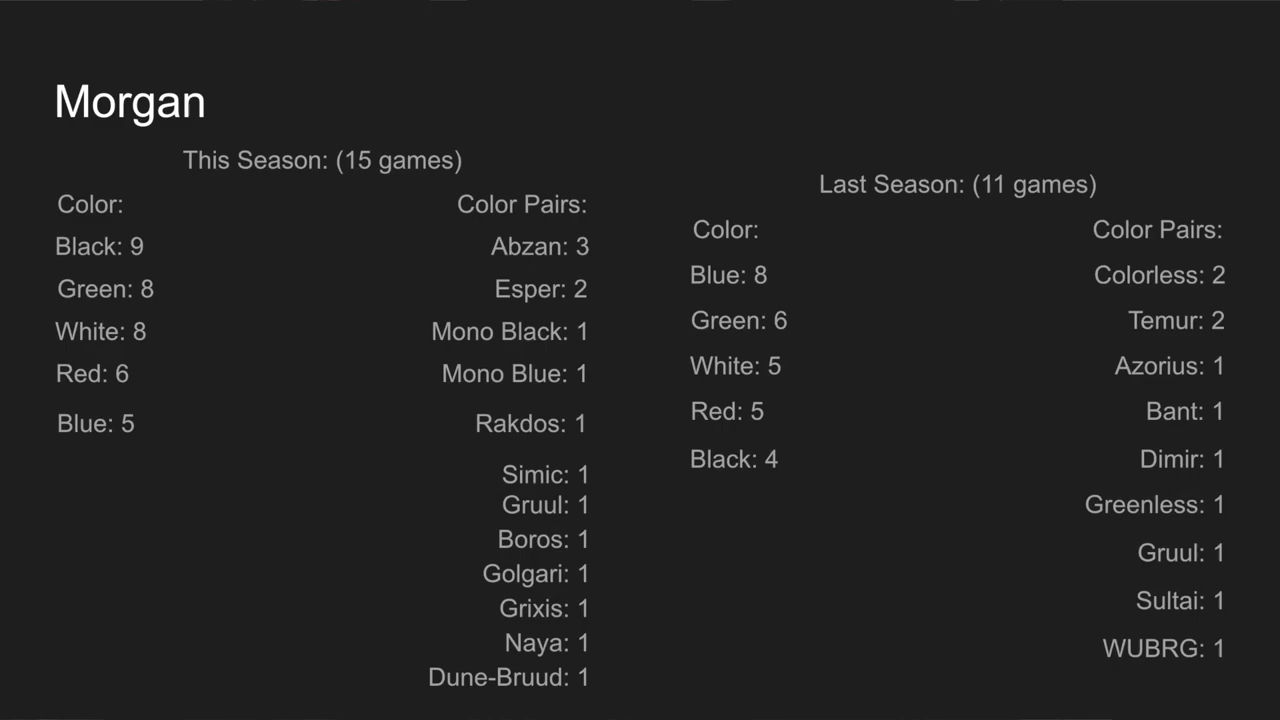 Morgan
This Season: (15 games)
Color:
Black: 9
Green: 8
White: 8
Red: 6
Blue: 5
Color Pairs:
Abzan: 3
Esper: 2
Mono Black: 1
Mono Blue: 1
Rakdos: 1
Simic: 1
Gruul: 1
Boros: 1
Golgari: 1
Grixis: 1
Naya: 1
Dune-Bruud: 1
Last Season: (11 games)
Color:
Blue: 8
Green: 6
White: 5
Red: 5
Black: 4
Color Pairs:
Colorless: 2
Temur: 2
Azorius: 1
Bant: 1
Dimir: 1
Greenless: 1
Gruul: 1
Sultai: 1
WUBRG: 1